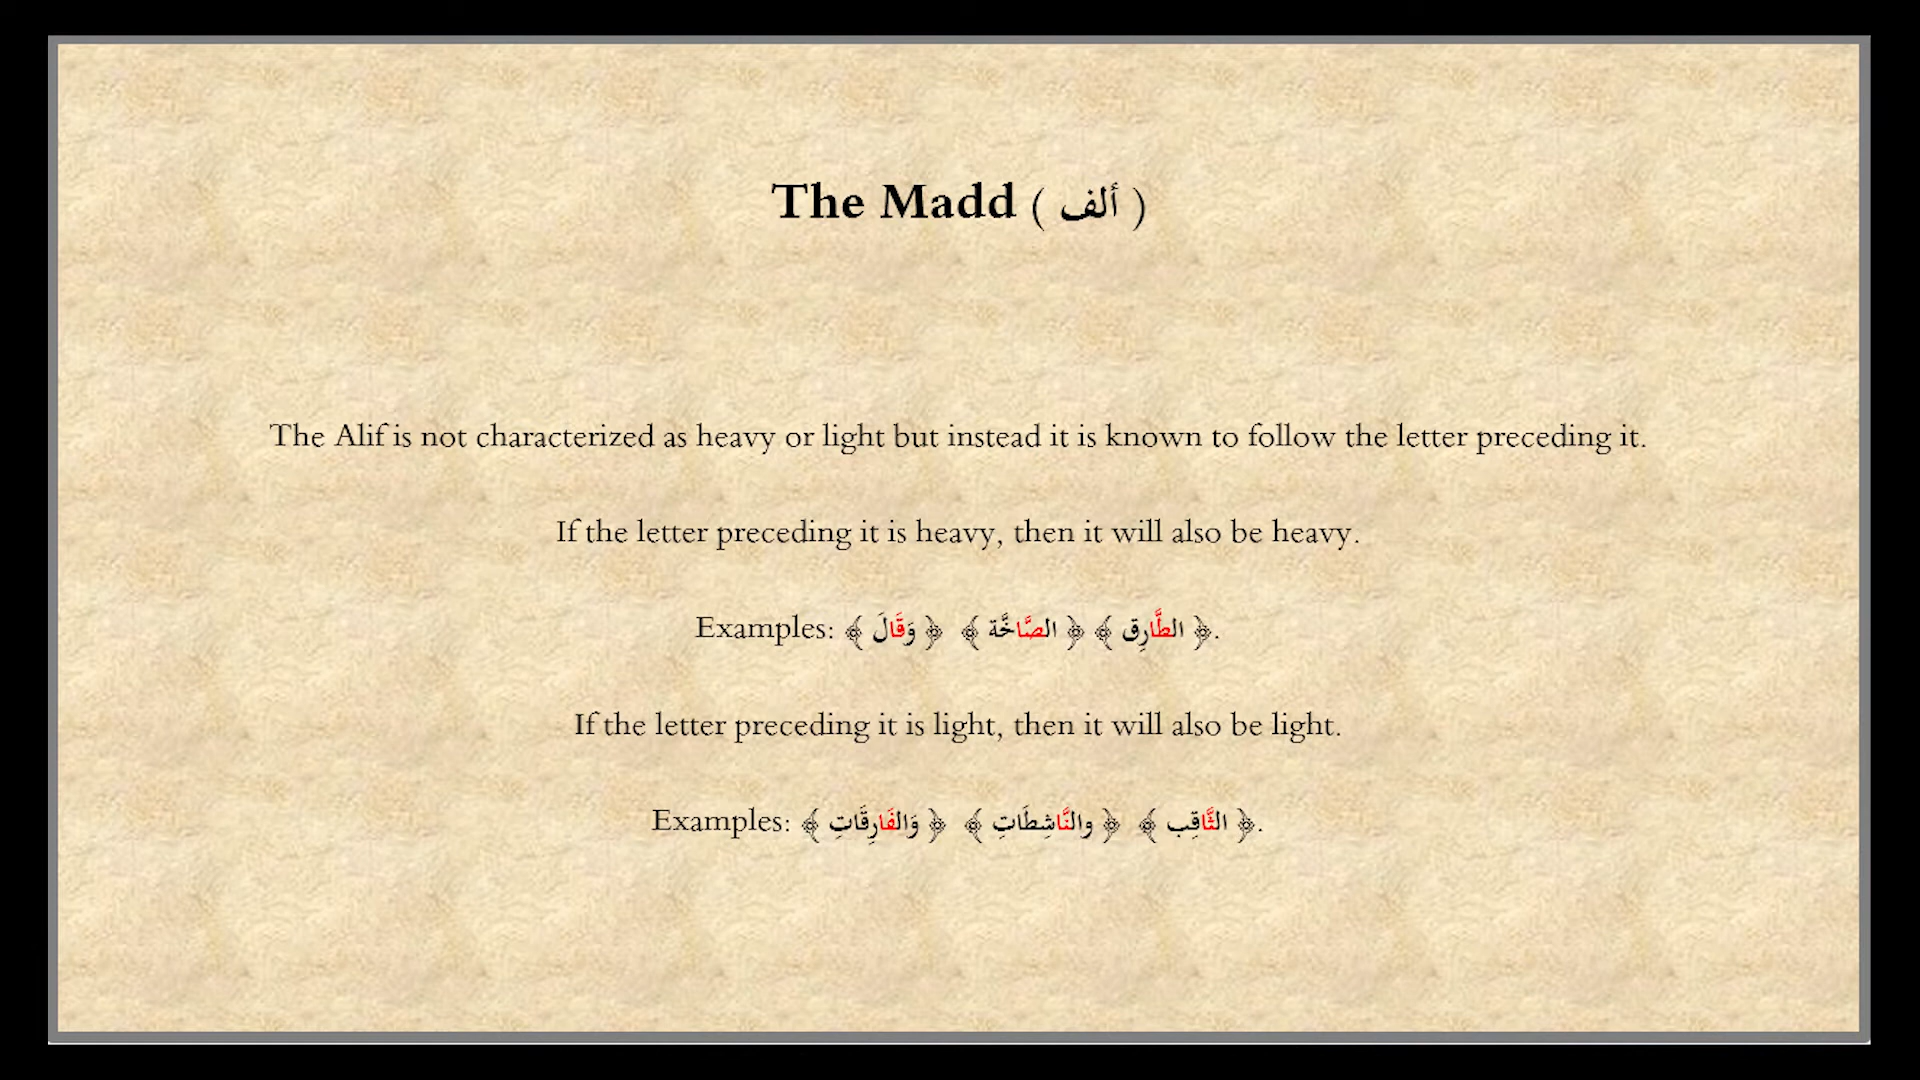 The Madd ( ألف )
The Alif is not characterized as heavy or light but instead it is known to follow the letter preceding it.
If the letter preceding it is heavy, then it will also be heavy.
Examples: ﴿ وَقَالَ ﴾ ﴿ الصَّاخَّة ﴾ ﴿ الطَّارِق ﴾.
If the letter preceding it is light, then it will also be light.
Examples: ﴿ وَالفَارِقَاتِ ﴾ ﴿ والنَّاشِطَاتِ ﴾ ﴿ الثَّاقِب ﴾.